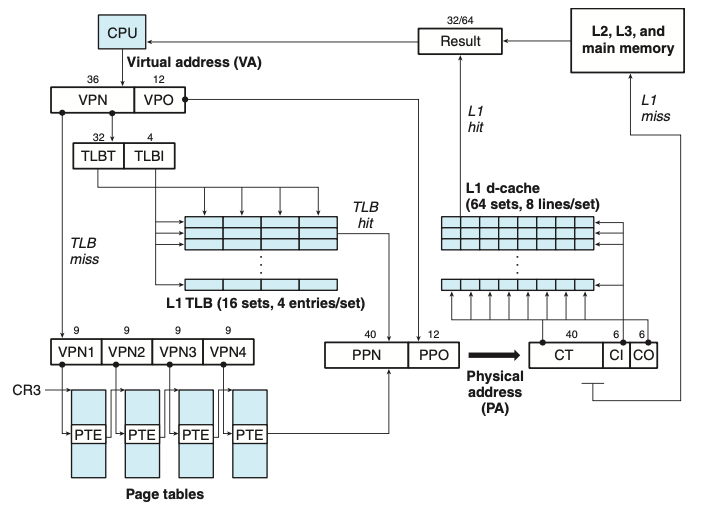 32/64
CPU
Result
L2, L3, and
main memory
Virtual address (VA)
36
12
VPN
VPO
L1
hit
L1
miss
32
4
TLBT
TLBI
L1 d-cache
(64 sets, 8 lines/set)
TLB
hit
TLB
miss
...
...
L1 TLB (16 sets, 4 entries/set)
9
9
9
9
VPN1
VPN2
VPN3
VPN4
40
12
PPN
PPO
40
6
6
CT
CI
CO
Physical
address
(PA)
CR3
PTE
PTE
PTE
PTE
Page tables